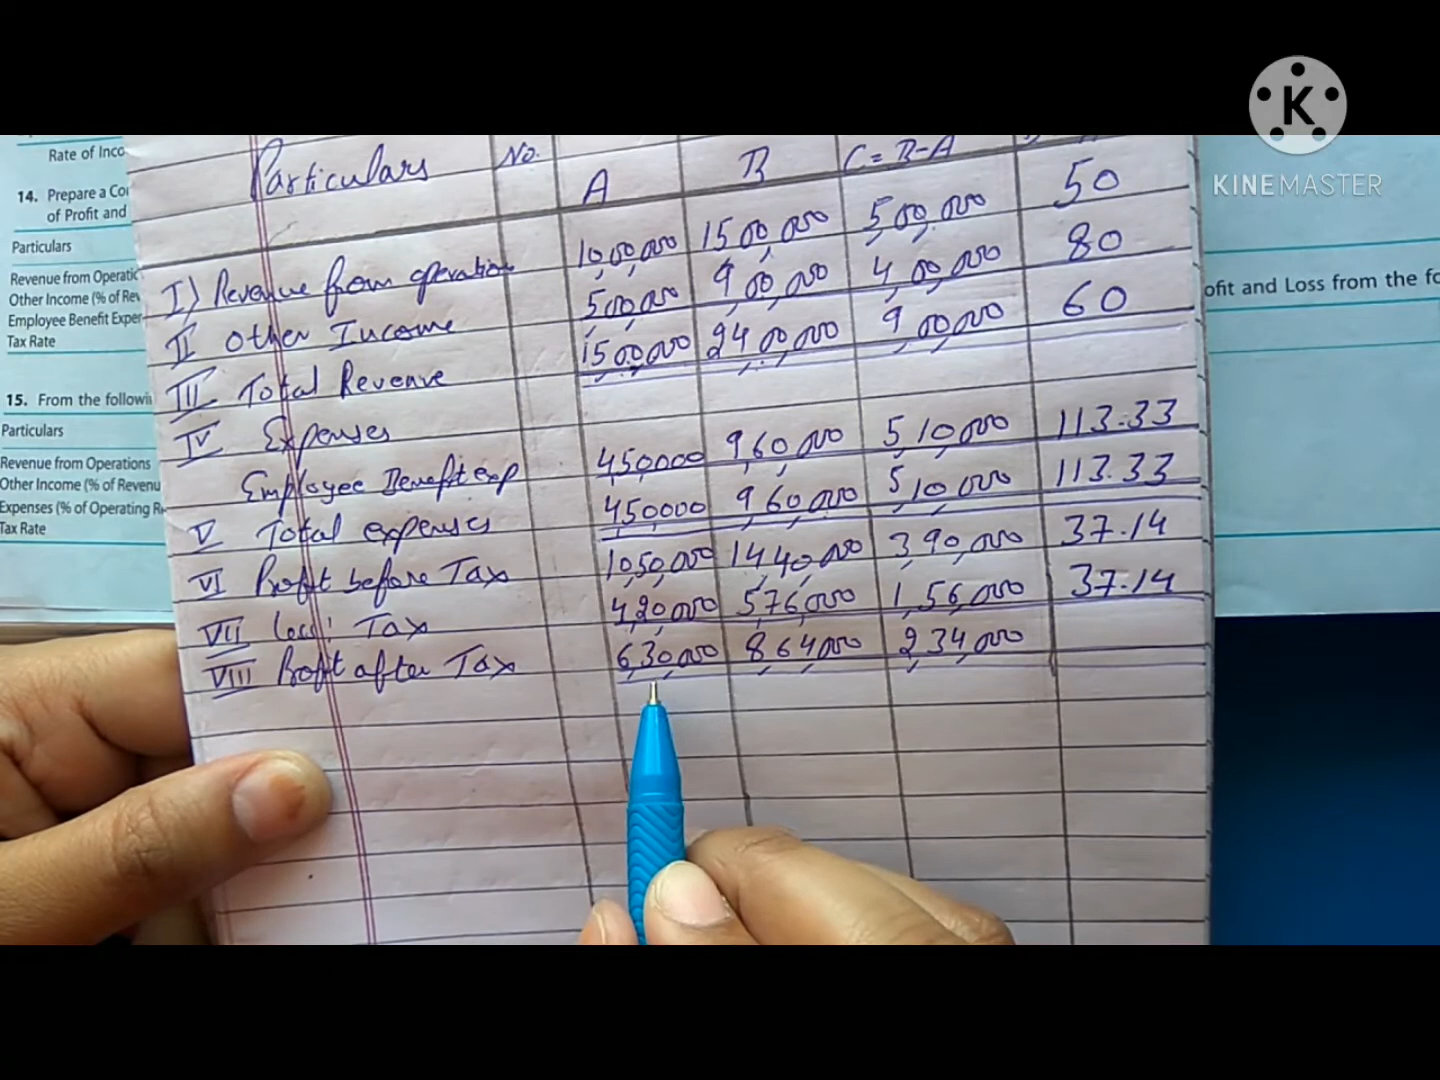 K
KINEMASTER
Rate of Inco
14. Prepare a Co
of Profit and
Particulars
Revenue from Operatic
Other Income (% of Rev
Employee Benefit Exper
Tax Rate
15. From the followi
Particulars
Revenue from Operations
Other Income (% of Revenu
Expenses (% of Operating R
Tax Rate
ofit and Loss from the fo
Particulars No. A B C = B-A
I) Revenue from operation 10,00,000 15,00,000 5,00,000 50
II Other Income 5,00,000 9,00,000 4,00,000 80
III Total Revenue 15,00,000 24,00,000 9,00,000 60
IV Expenses
Employee Benefit exp 450000 9,60,000 5,10,000 113.33
V Total expenses 450000 9,60,000 5,10,000 113.33
VI Profit before Tax 10,50,000 14,40,000 3,90,000 37.14
VII Less: Tax 4,20,000 5,76,000 1,56,000 37.14
VIII Profit after Tax 6,30,000 8,64,000 2,34,000